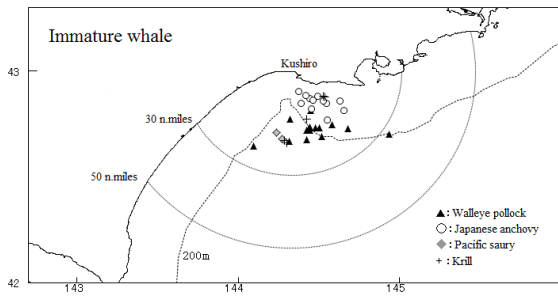 Immature whale
Kushiro
43
30 n.miles
50 n.miles
200m
▲: Walleye pollock
○: Japanese anchovy
◆: Pacific saury
+: Krill
42
143
144
145